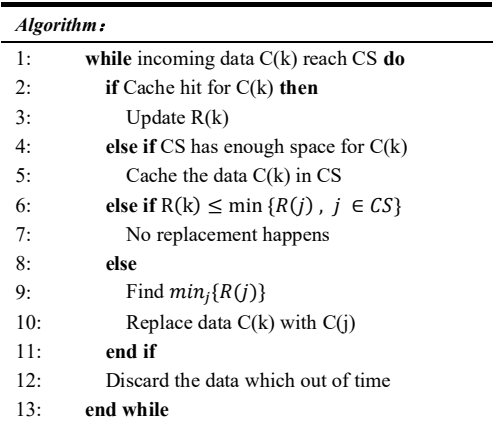 Algorithm：
1: while incoming data C(k) reach CS do
2: if Cache hit for C(k) then
3: Update R(k)
4: else if CS has enough space for C(k)
5: Cache the data C(k) in CS
6: else if R(k) ≤ min {R(j) , j ∈ CS}
7: No replacement happens
8: else
9: Find min_j{R(j)}
10: Replace data C(k) with C(j)
11: end if
12: Discard the data which out of time
13: end while